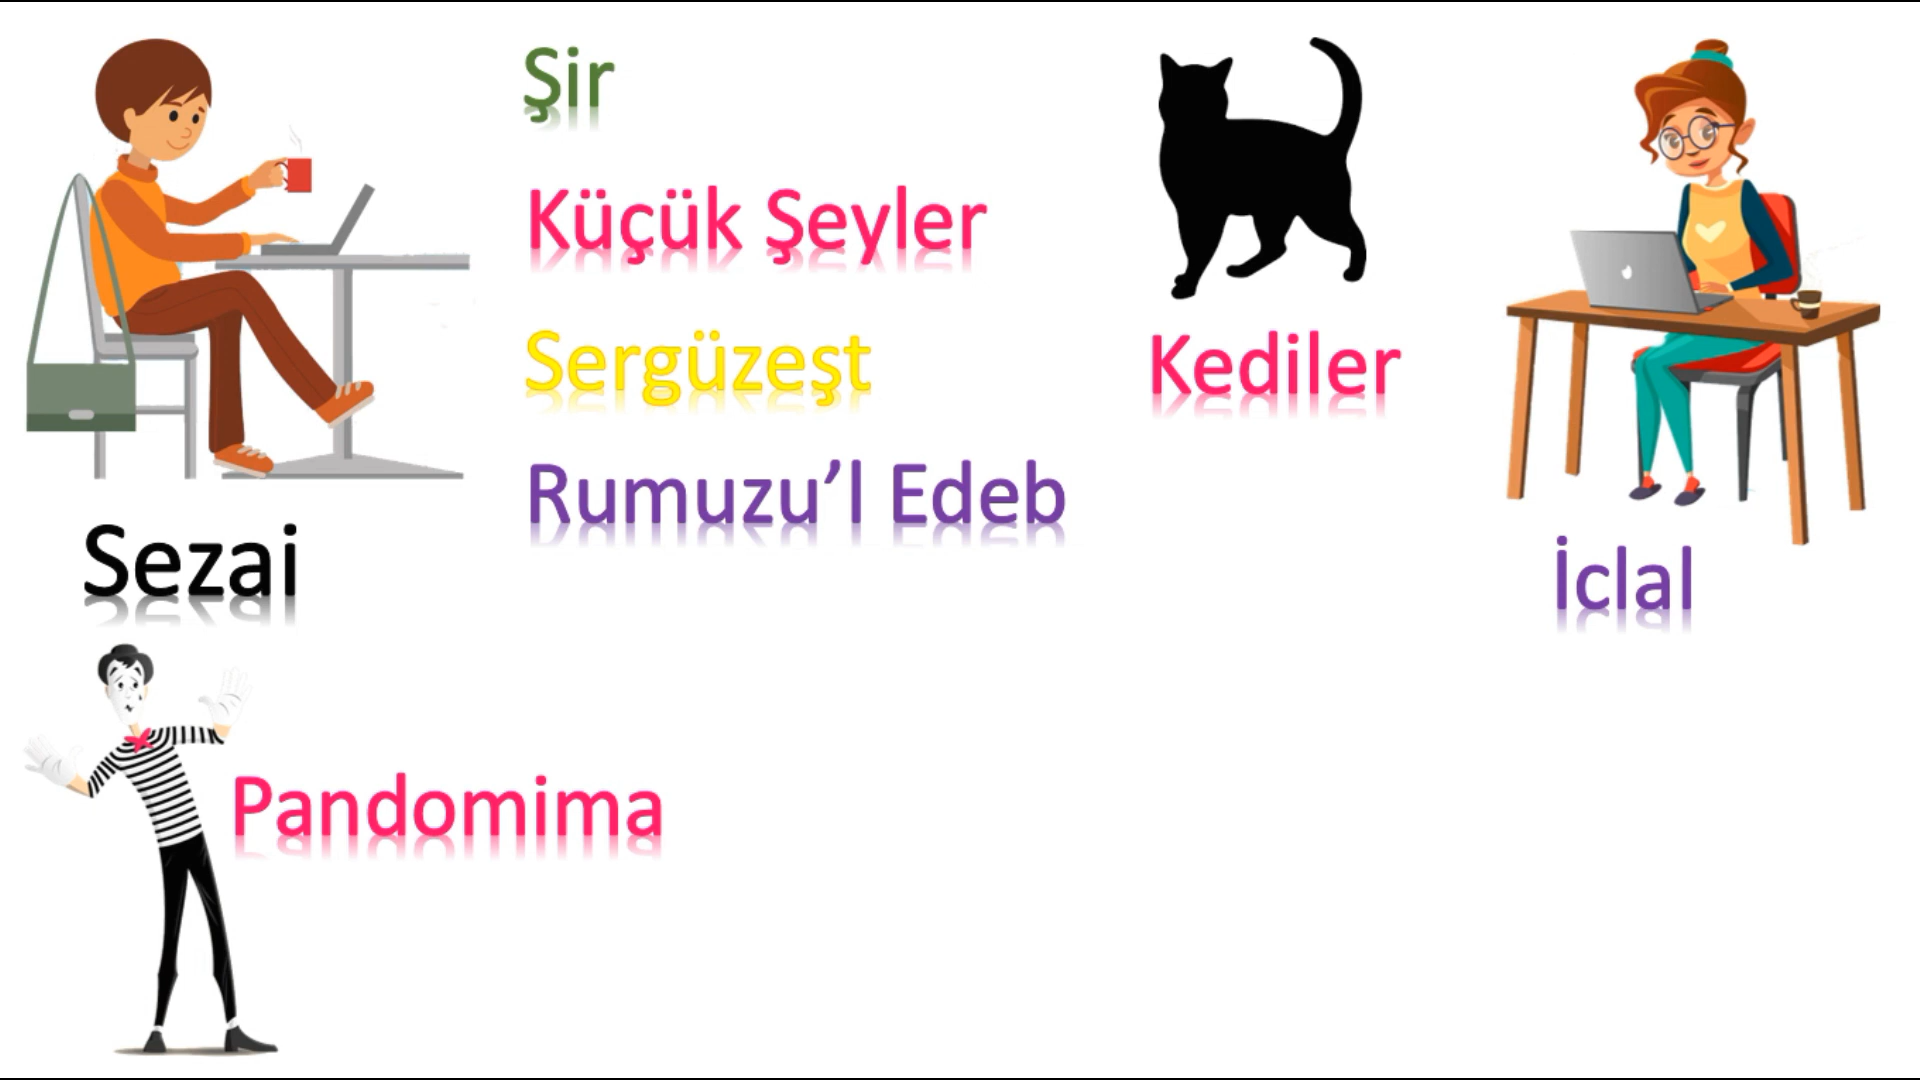 Şir
Küçük Şeyler
Sergüzeşt
Kediler
Rumuzu’l Edeb
Sezai
İclal
Pandomima